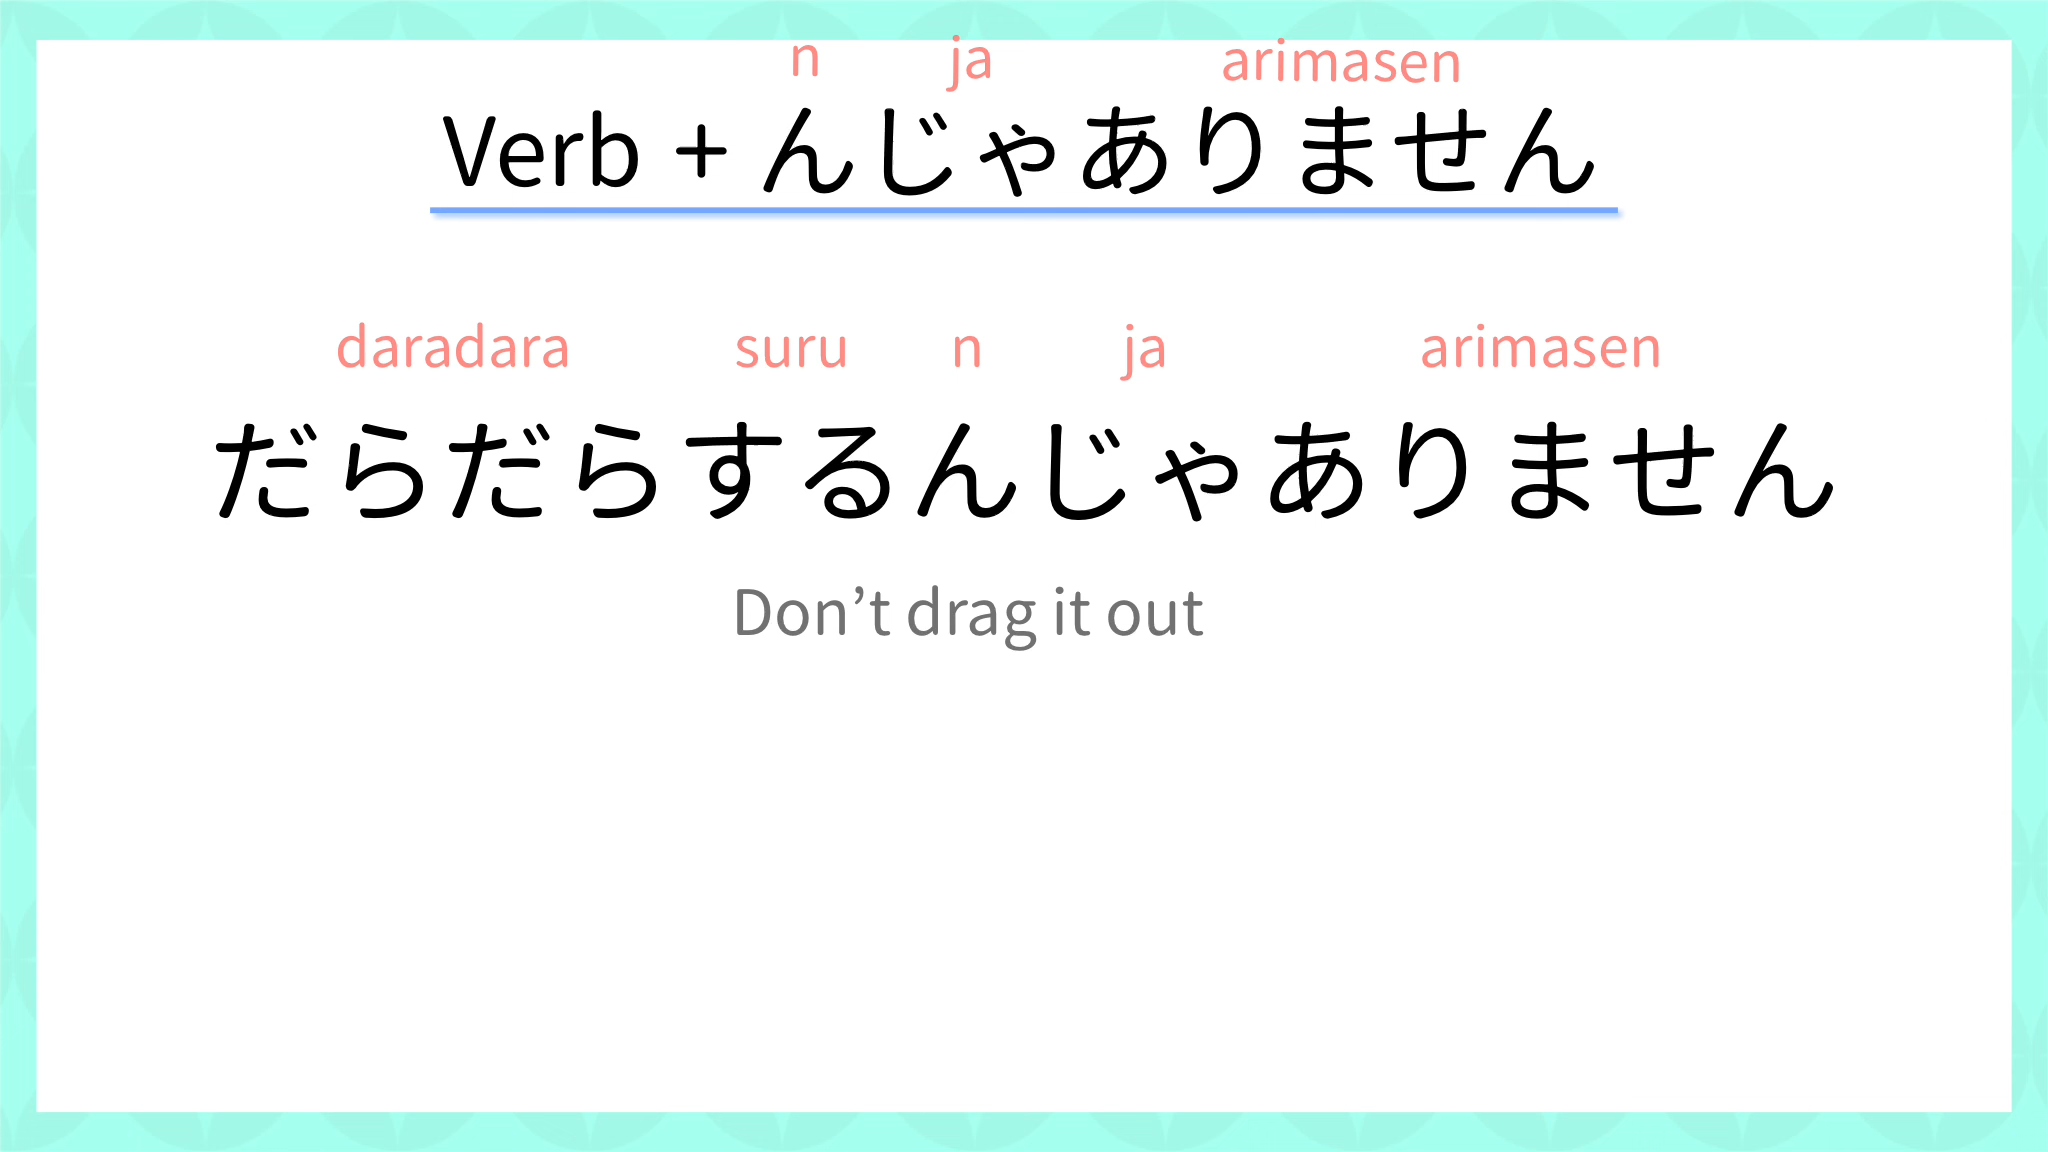 n ja arimasen
Verb + んじゃありません
daradara suru n ja arimasen
だらだらするんじゃありません
Don’t drag it out